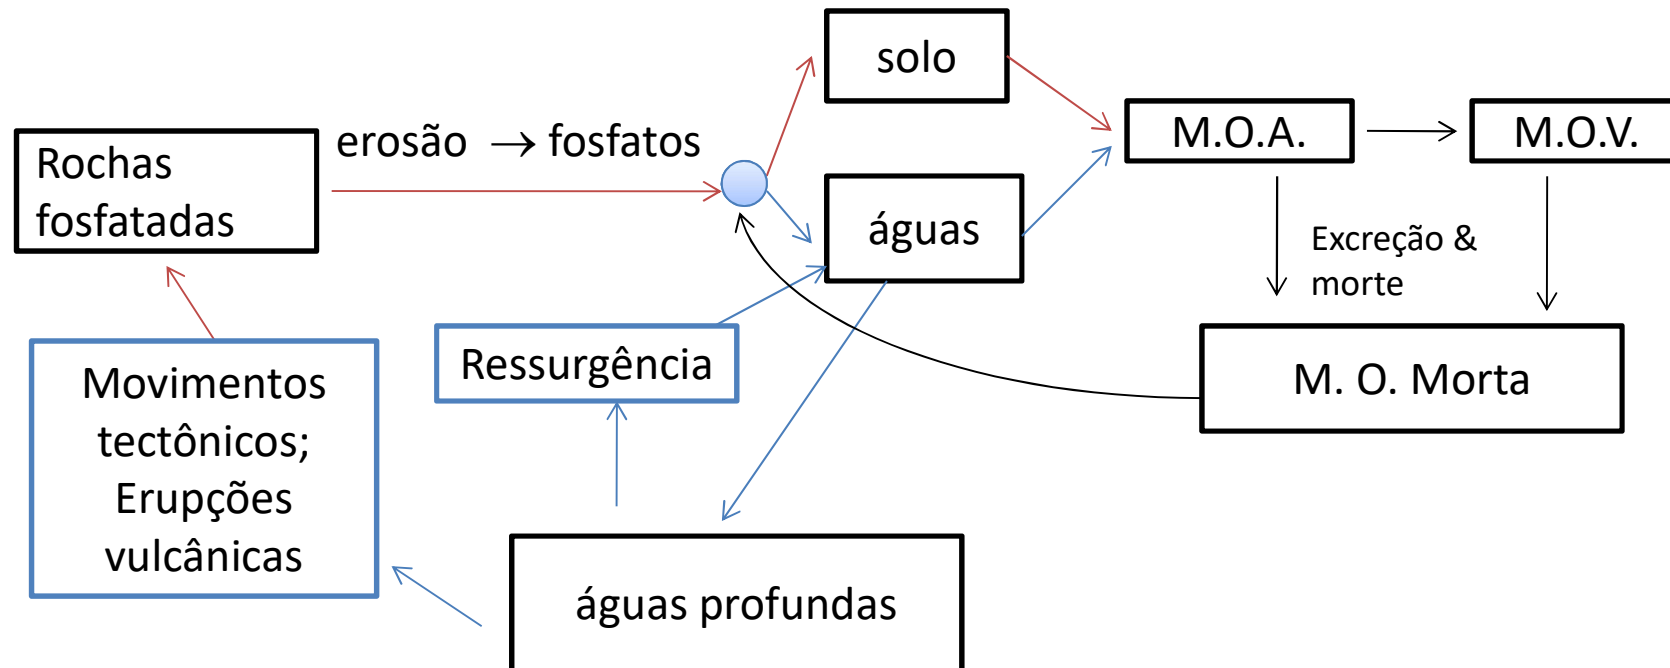 solo
erosão → fosfatos
M.O.A.
M.O.V.
Rochas
fosfatadas
águas
Excreção &
morte
Ressurgência
M. O. Morta
Movimentos
tectônicos;
Erupções
vulcânicas
águas profundas